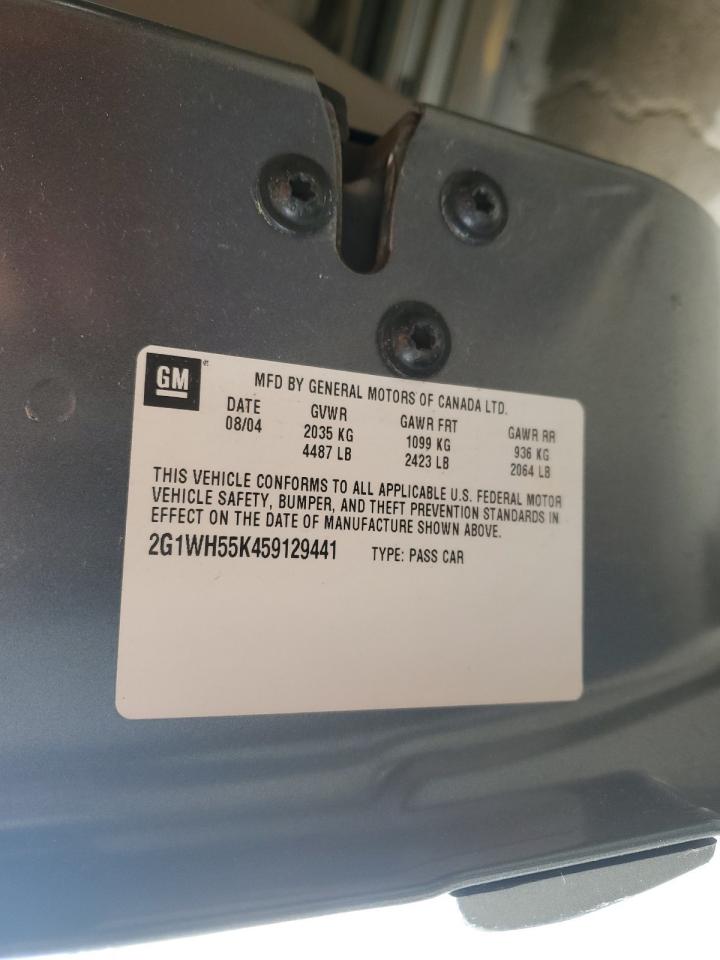 GM
MFD BY GENERAL MOTORS OF CANADA LTD.
DATE GVWR GAWR FRT GAWR RR
08/04 2035 KG 1099 KG 936 KG
4487 LB 2423 LB 2064 LB
THIS VEHICLE CONFORMS TO ALL APPLICABLE U.S. FEDERAL MOTOR
VEHICLE SAFETY, BUMPER, AND THEFT PREVENTION STANDARDS IN
EFFECT ON THE DATE OF MANUFACTURE SHOWN ABOVE.
2G1WH55K459129441 TYPE: PASS CAR